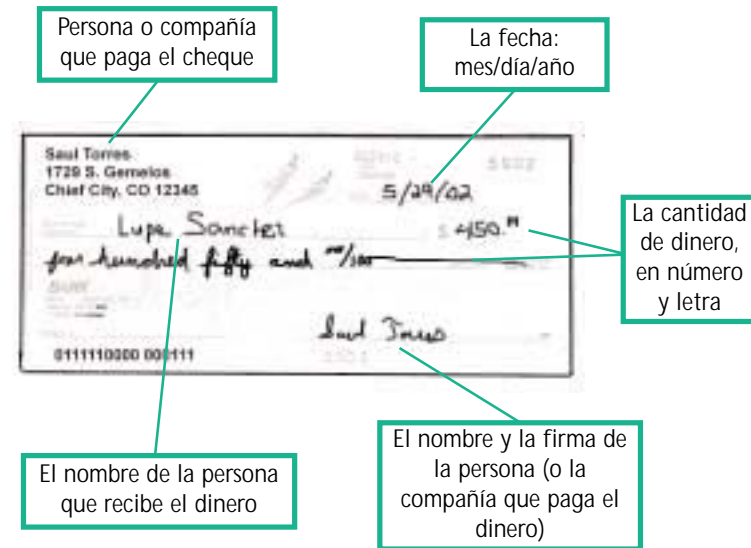 Persona o compañía
que paga el cheque
La fecha:
mes/día/año
Saul Torres
1729 S. Gemelos
Chief City, CO 12345
5/29/02
Lupe Sanchez
$ 450.
four hundred fifty and /100
La cantidad
de dinero,
en número
y letra
Saul Torres
0111110000 000111
El nombre de la persona
que recibe el dinero
El nombre y la firma de
la persona (o la
compañía que paga el
dinero)